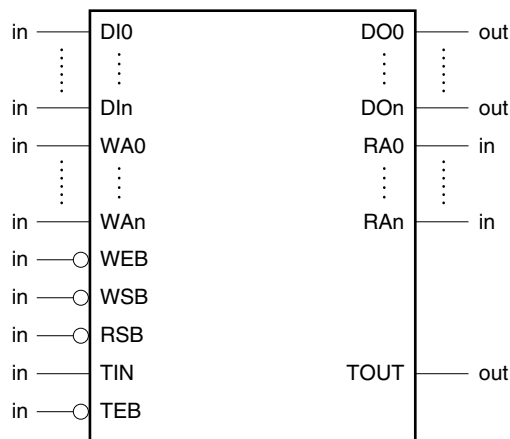 in DI0 DO0 out
in DIn DOn out
in WA0 RA0 in
in WAn RAn in
in WEB
in WSB
in RSB
in TIN TOUT out
in TEB